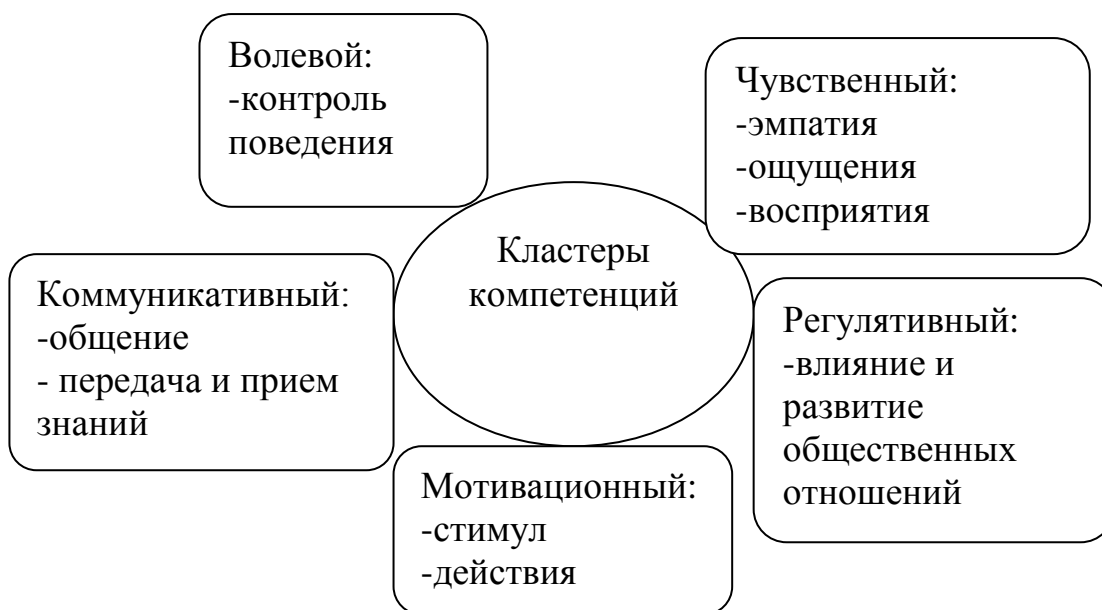 Волевой:
-контроль
поведения
Чувственный:
-эмпатия
-ощущения
-восприятия
Кластеры
компетенций
Коммуникативный:
-общение
- передача и прием
знаний
Регулятивный:
-влияние и
развитие
общественных
отношений
Мотивационный:
-стимул
-действия